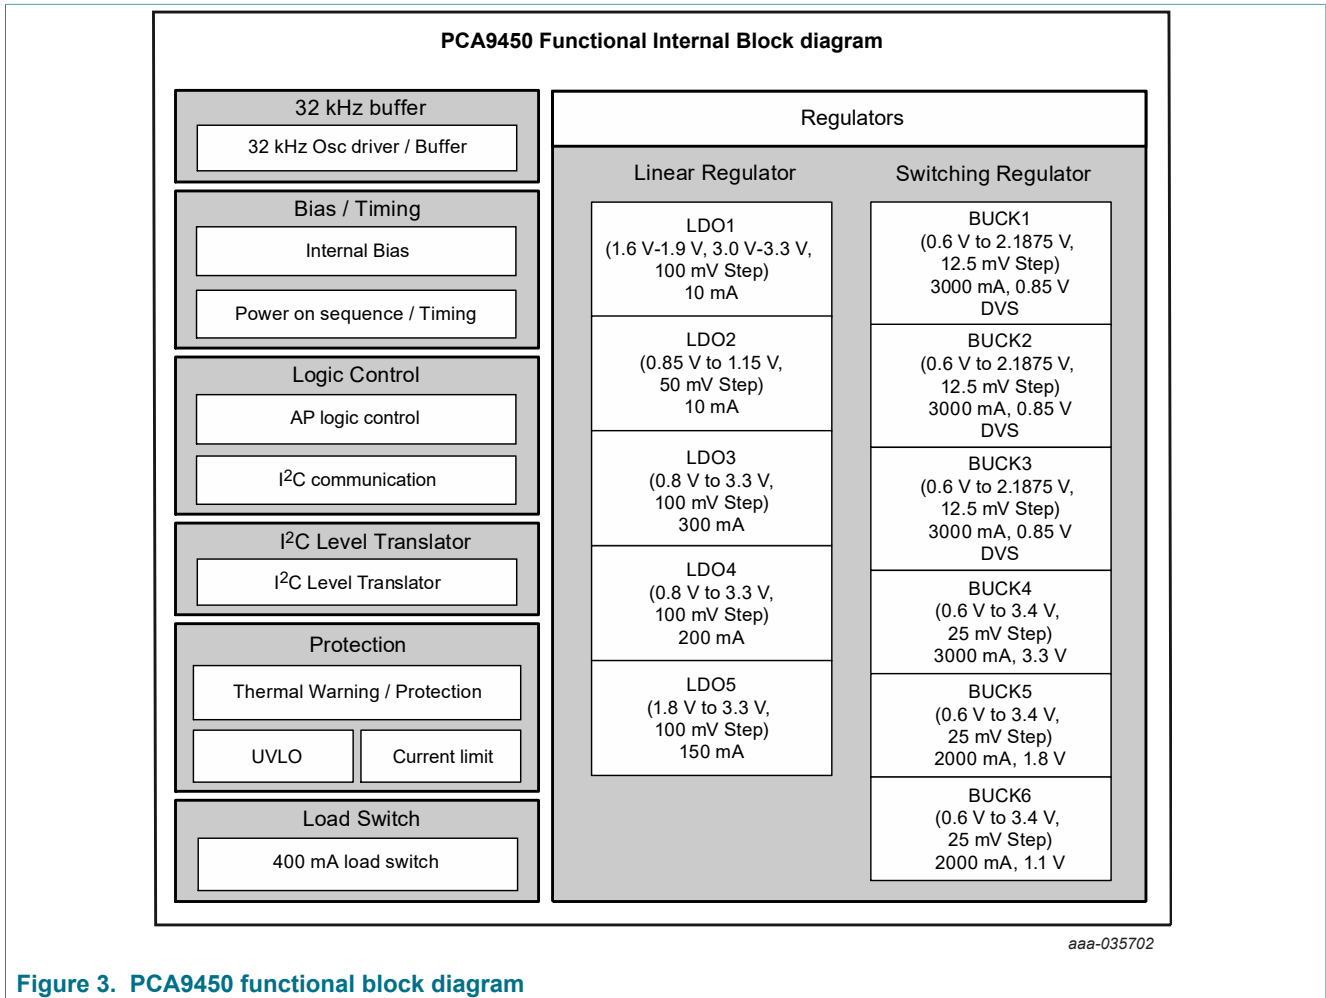 PCA9450 Functional Internal Block diagram
32 kHz buffer
32 kHz Osc driver / Buffer
Bias / Timing
Internal Bias
Power on sequence / Timing
Logic Control
AP logic control
I2C communication
I2C Level Translator
I2C Level Translator
Protection
Thermal Warning / Protection
UVLO
Current limit
Load Switch
400 mA load switch
Regulators
Linear Regulator
LDO1
(1.6 V-1.9 V, 3.0 V-3.3 V,
100 mV Step)
10 mA
LDO2
(0.85 V to 1.15 V,
50 mV Step)
10 mA
LDO3
(0.8 V to 3.3 V,
100 mV Step)
300 mA
LDO4
(0.8 V to 3.3 V,
100 mV Step)
200 mA
LDO5
(1.8 V to 3.3 V,
100 mV Step)
150 mA
Switching Regulator
BUCK1
(0.6 V to 2.1875 V,
12.5 mV Step)
3000 mA, 0.85 V
DVS
BUCK2
(0.6 V to 2.1875 V,
12.5 mV Step)
3000 mA, 0.85 V
DVS
BUCK3
(0.6 V to 2.1875 V,
12.5 mV Step)
3000 mA, 0.85 V
DVS
BUCK4
(0.6 V to 3.4 V,
25 mV Step)
3000 mA, 3.3 V
BUCK5
(0.6 V to 3.4 V,
25 mV Step)
2000 mA, 1.8 V
BUCK6
(0.6 V to 3.4 V,
25 mV Step)
2000 mA, 1.1 V
aaa-035702
Figure 3. PCA9450 functional block diagram